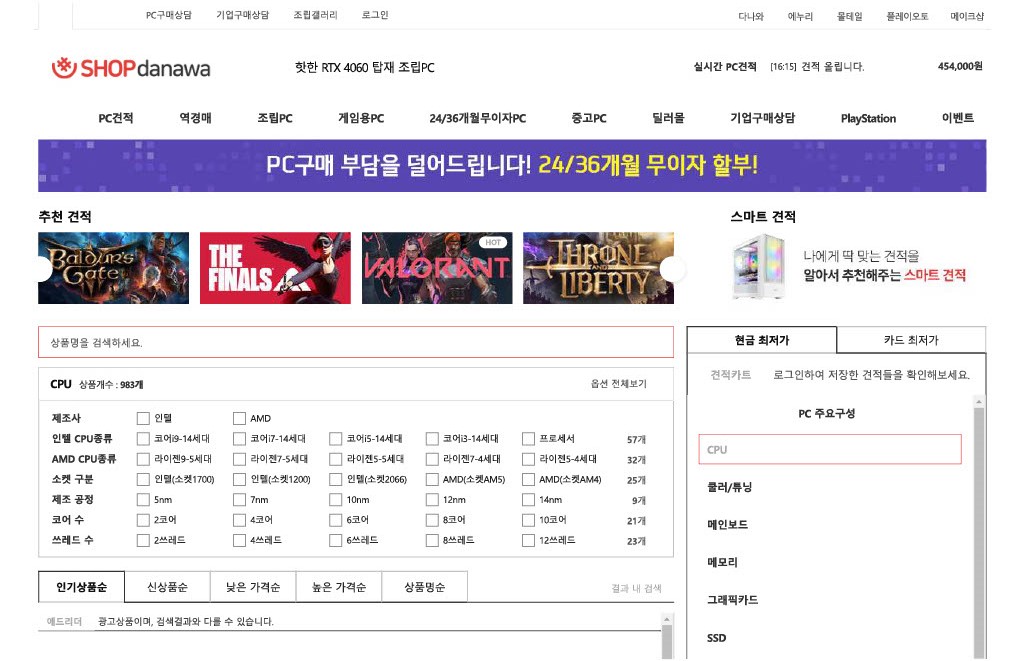 PC구매상담 기업구매상담 조립갤러리 로그인
다나와 에누리 몰테일 플레이오토 메이크샵
SHOPdanawa
핫한 RTX 4060 탑재 조립PC
실시간 PC견적 [16:15] 견적 올립니다. 454,000원
PC견적 역경매 조립PC 게임용PC 24/36개월무이자PC 중고PC 딜러몰 기업구매상담 PlayStation 이벤트
PC구매 부담을 덜어드립니다! 24/36개월 무이자 할부!
추천 견적
Baldur's Gate
THE FINALS
HOT
VALORANT
THRONE AND LIBERTY
스마트 견적
나에게 딱 맞는 견적을
알아서 추천해주는 스마트 견적
상품명을 검색하세요.
CPU 상품개수 : 983개 옵션 전체보기
제조사 인텔 AMD
인텔 CPU종류 코어i9-14세대 코어i7-14세대 코어i5-14세대 코어i3-14세대 프로세서 57개
AMD CPU종류 라이젠9-5세대 라이젠7-5세대 라이젠5-5세대 라이젠7-4세대 라이젠5-4세대 32개
소켓 구분 인텔(소켓1700) 인텔(소켓1200) 인텔(소켓2066) AMD(소켓AM5) AMD(소켓AM4) 25개
제조 공정 5nm 7nm 10nm 12nm 14nm 9개
코어 수 2코어 4코어 6코어 8코어 10코어 21개
쓰레드 수 2쓰레드 4쓰레드 6쓰레드 8쓰레드 12쓰레드 23개
인기상품순 신상품순 낮은 가격순 높은 가격순 상품명순 결과 내 검색
애드리더 광고상품이며, 검색결과와 다를 수 있습니다.
현금 최저가 카드 최저가
견적카트 로그인하여 저장한 견적들을 확인해보세요.
PC 주요구성
CPU
쿨러/튜닝
메인보드
메모리
그래픽카드
SSD